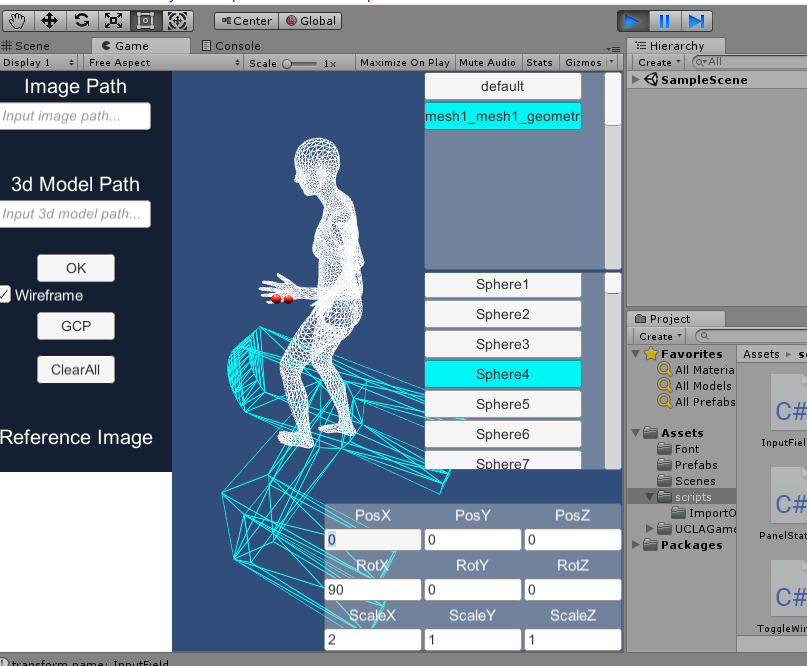 Center Global
Scene Game Console Hierarchy
Display 1 Free Aspect Scale 1x Maximize On Play Mute Audio Stats Gizmos Create All
SampleScene
Image Path
Input image path...
3d Model Path
Input 3d model path...
OK
Wireframe
GCP
ClearAll
Reference Image
default
mesh1_mesh1_geometr
Sphere1
Sphere2
Sphere3
Sphere4
Sphere5
Sphere6
Sphere7
PosX PosY PosZ
0 0 0
RotX RotY RotZ
90 0 0
ScaleX ScaleY ScaleZ
2 1 1
Project
Create
Favorites
All Materia
All Models
All Prefabs
Assets
Font
Prefabs
Scenes
scripts
ImportO
UCLAGame
Packages
Assets s
C#
InputFiel
C#
PanelStat
C#
ToggleWir
transform name: InputField